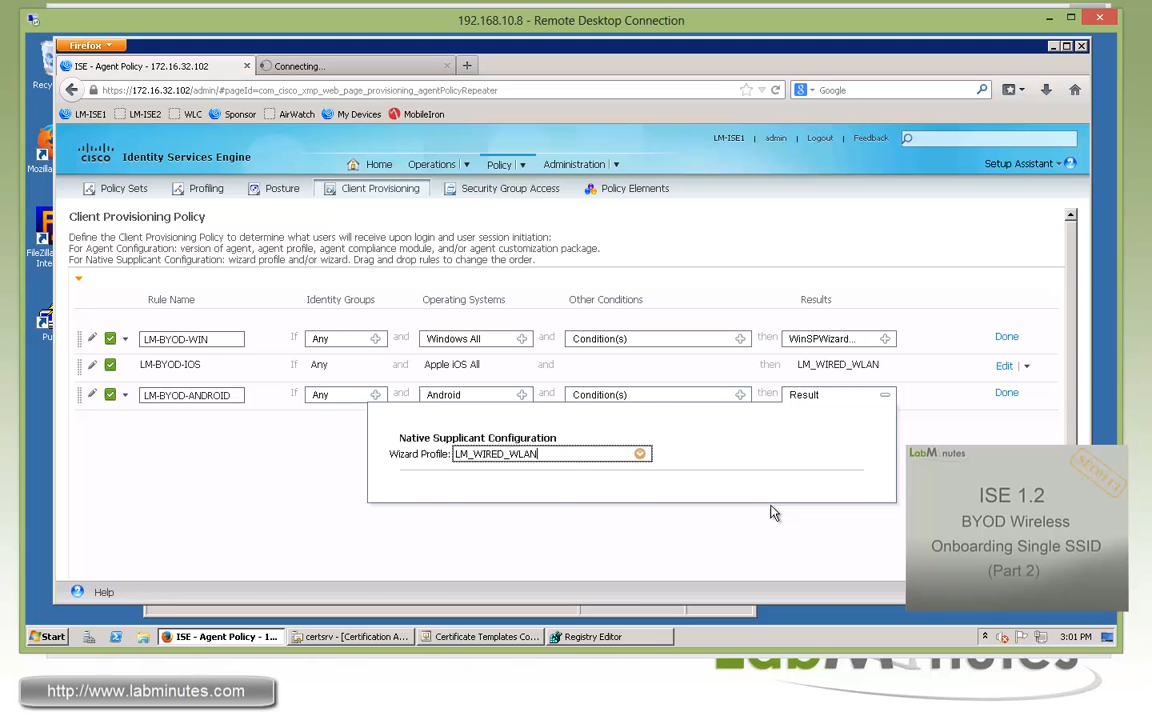 192.168.10.8 - Remote Desktop Connection
Recy
Firefox
ISE - Agent Policy - 172.16.32.102
Connecting...
https://172.16.32.102/admin/#pageId=com_cisco_xmp_web_page_provisioning_agentPolicyRepeater
Google
LM-ISE1 LM-ISE2 WLC Sponsor AirWatch My Devices MobileIron
Mozilla
LM-ISE1 admin Logout Feedback
CISCO Identity Services Engine
Home Operations Policy Administration Setup Assistant
Policy Sets Profiling Posture Client Provisioning Security Group Access Policy Elements
Client Provisioning Policy
Define the Client Provisioning Policy to determine what users will receive upon login and user session initiation:
For Agent Configuration: version of agent, agent profile, agent compliance module, and/or agent customization package.
For Native Supplicant Configuration: wizard profile and/or wizard. Drag and drop rules to change the order.
FileZilla
Inte
Rule Name Identity Groups Operating Systems Other Conditions Results
LM-BYOD-WIN If Any and Windows All and Condition(s) then WinSPWizard... Done
LM-BYOD-IOS If Any and Apple iOS All and then LM_WIRED_WLAN Edit
LM-BYOD-ANDROID If Any and Android and Condition(s) then Result Done
Native Supplicant Configuration
Wizard Profile: LM_WIRED_WLAN
Pu
LabMinutes
SECURITY
ISE 1.2
BYOD Wireless
Onboarding Single SSID
(Part 2)
Help
Start ISE - Agent Policy - 1... certsrv - [Certification A... Certificate Templates Co... Registry Editor 3:01 PM
LabMinutes
http://www.labminutes.com